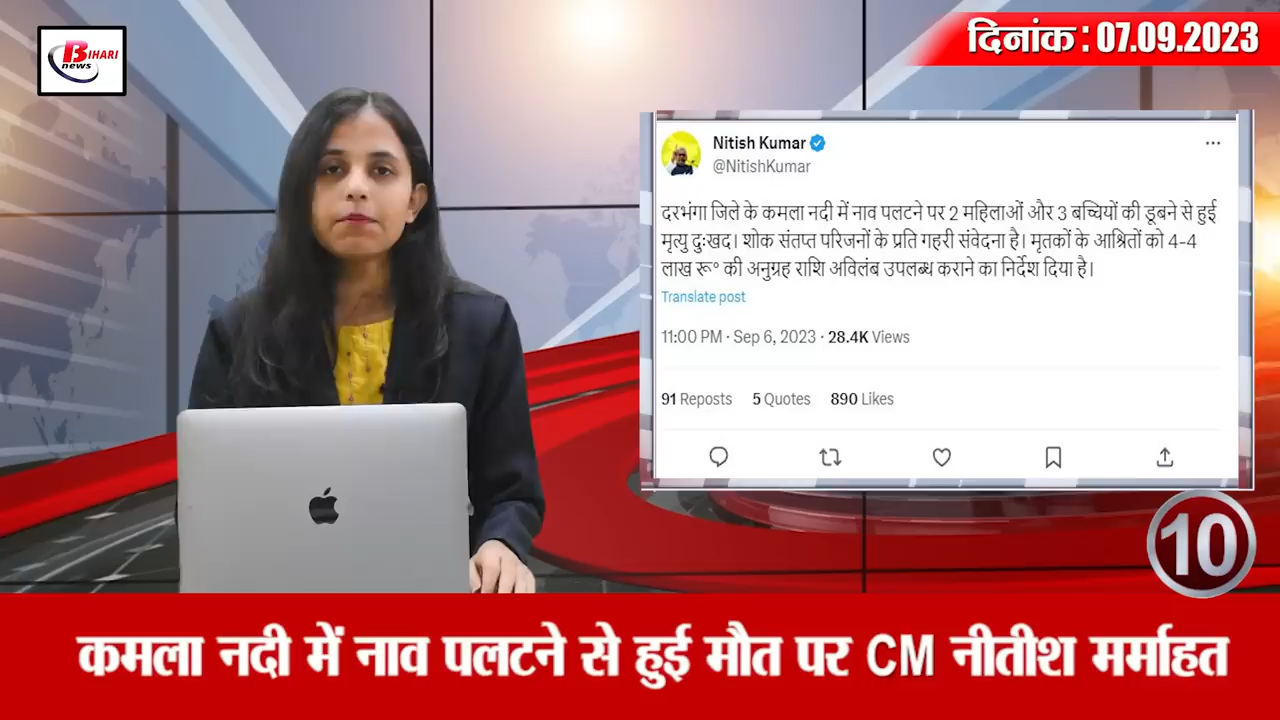 BIHARI
news
दिनांक : 07.09.2023
Nitish Kumar
@NitishKumar
दरभंगा जिले के कमला नदी में नाव पलटने पर 2 महिलाओं और 3 बच्चियों की डूबने से हुई
मृत्यु दुःखद। शोक संतप्त परिजनों के प्रति गहरी संवेदना है। मृतकों के आश्रितों को 4-4
लाख रू° की अनुग्रह राशि अविलंब उपलब्ध कराने का निर्देश दिया है।
Translate post
11:00 PM · Sep 6, 2023 · 28.4K Views
91 Reposts 5 Quotes 890 Likes
10
कमला नदी में नाव पलटने से हुई मौत पर CM नीतीश मर्माहत